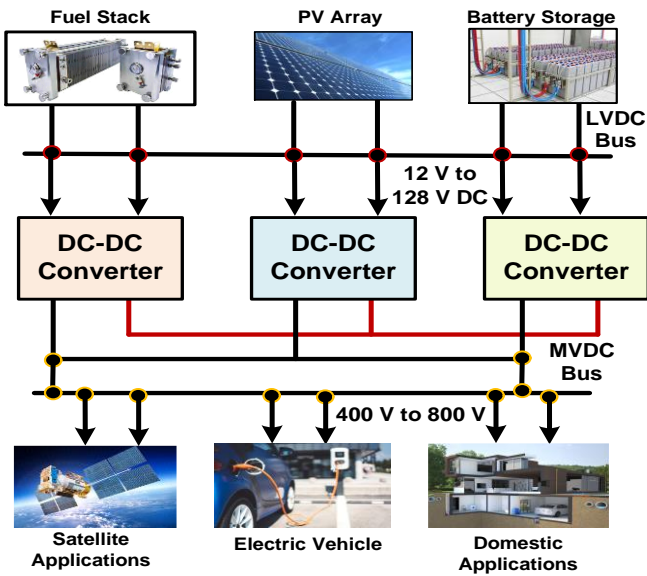 Fuel Stack
PV Array
Battery Storage
LVDC
Bus
12 V to
128 V DC
DC-DC
Converter
DC-DC
Converter
DC-DC
Converter
MVDC
Bus
400 V to 800 V
Satellite
Applications
Electric Vehicle
Domestic
Applications